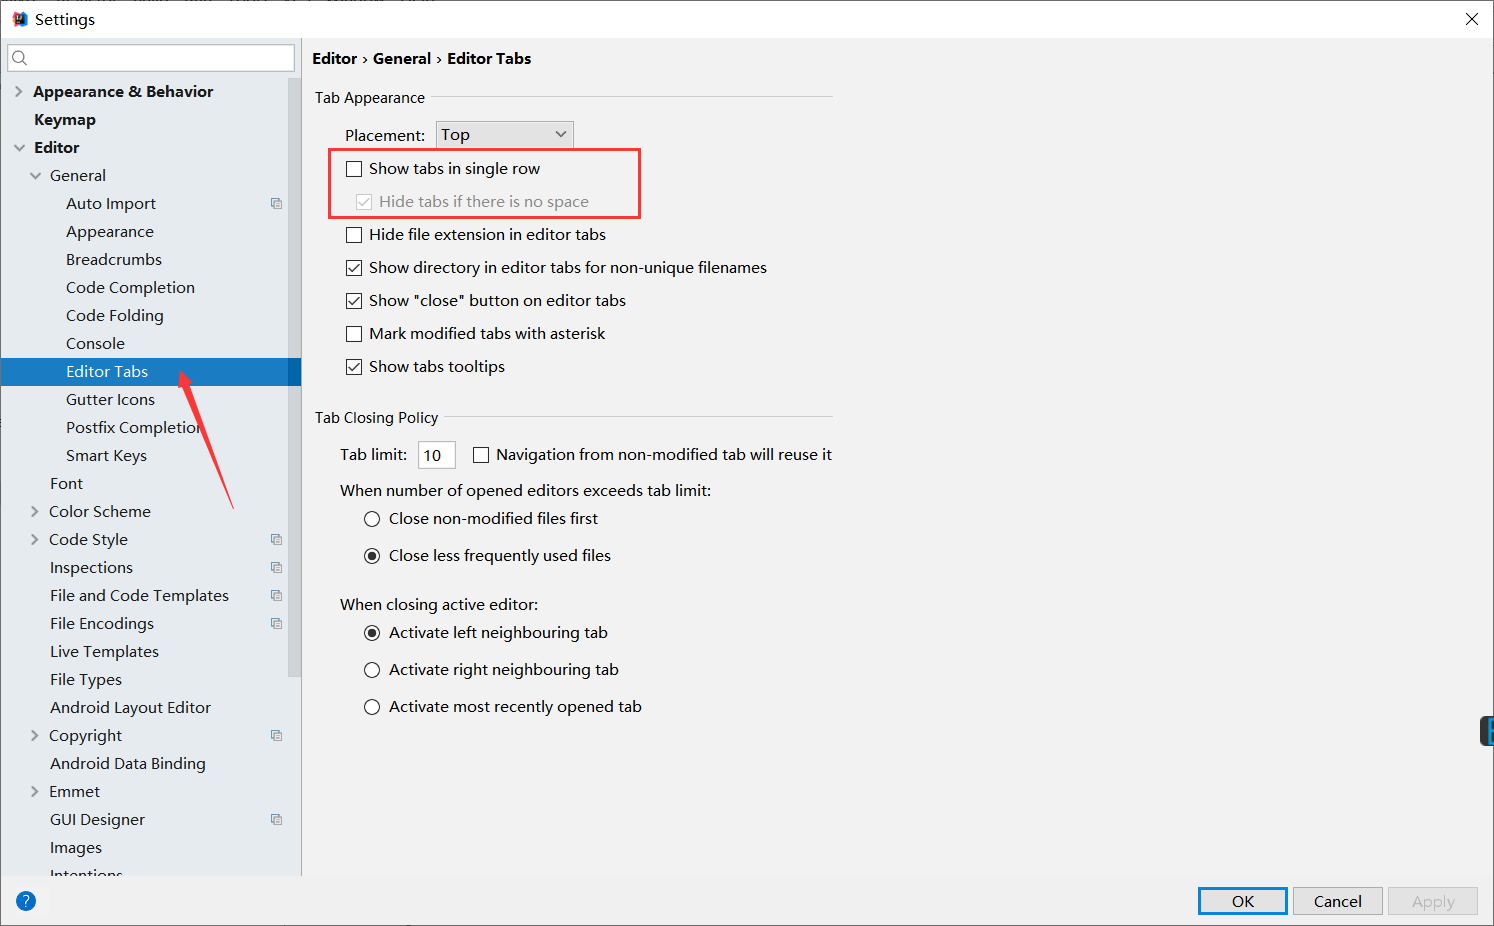 Settings
Appearance & Behavior
Keymap
Editor
General
Auto Import
Appearance
Breadcrumbs
Code Completion
Code Folding
Console
Editor Tabs
Gutter Icons
Postfix Completion
Smart Keys
Font
Color Scheme
Code Style
Inspections
File and Code Templates
File Encodings
Live Templates
File Types
Android Layout Editor
Copyright
Android Data Binding
Emmet
GUI Designer
Images
Intentions
Editor › General › Editor Tabs
Tab Appearance
Placement: Top
Show tabs in single row
Hide tabs if there is no space
Hide file extension in editor tabs
Show directory in editor tabs for non-unique filenames
Show "close" button on editor tabs
Mark modified tabs with asterisk
Show tabs tooltips
Tab Closing Policy
Tab limit: 10 Navigation from non-modified tab will reuse it
When number of opened editors exceeds tab limit:
Close non-modified files first
Close less frequently used files
When closing active editor:
Activate left neighbouring tab
Activate right neighbouring tab
Activate most recently opened tab
?
OK Cancel Apply